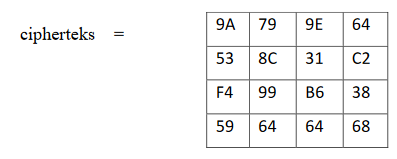 cipherteks = 9A 79 9E 64
53 8C 31 C2
F4 99 B6 38
59 64 64 68